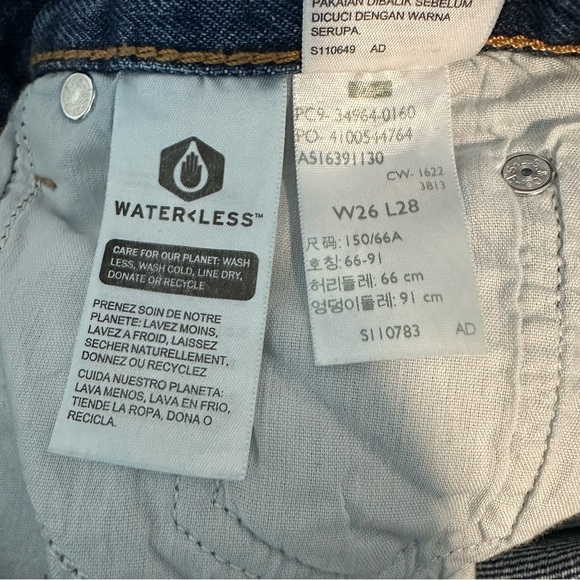 PAKAIAN DIBALIK SEBELUM
DICUCI DENGAN WARNA
SERUPA.
S110649 AD
WATER<LESS™
CARE FOR OUR PLANET: WASH
LESS, WASH COLD, LINE DRY,
DONATE OR RECYCLE
PRENEZ SOIN DE NOTRE
PLANETE: LAVEZ MOINS,
LAVEZ A FROID, LAISSEZ
SECHER NATURELLEMENT,
DONNEZ OU RECYCLEZ
CUIDA NUESTRO PLANETA:
LAVA MENOS, LAVA EN FRIO,
TIENDE LA ROPA, DONA O
RECICLA.
PC9- 34964-0160
PO- 4100544764
AS16391130
CW- 1622
3813
W26 L28
尺码: 150/66A
호칭: 66-91
허리둘레: 66 cm
엉덩이둘레: 91 cm
S110783 AD